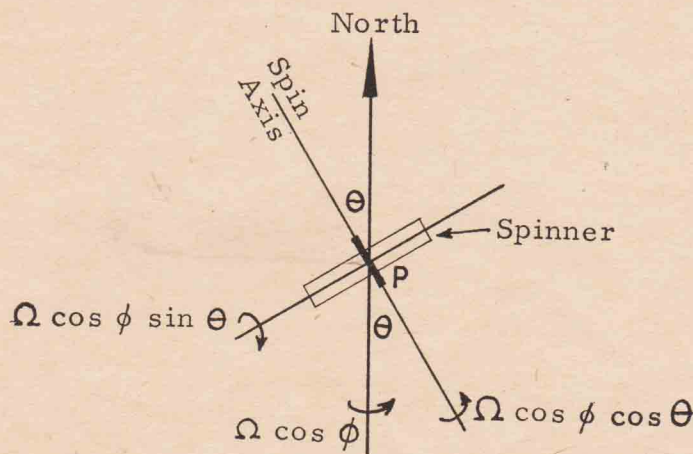 North
Spin
Axis
Θ
Spinner
P
Θ
Ω cos ϕ sin Θ
Ω cos ϕ
Ω cos ϕ cos Θ